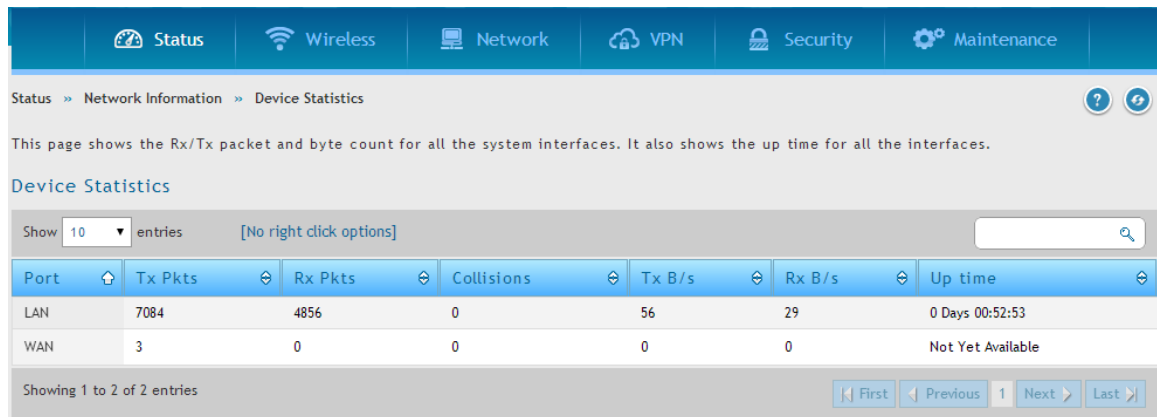 Status Wireless Network VPN Security Maintenance
Status » Network Information » Device Statistics
This page shows the Rx/Tx packet and byte count for all the system interfaces. It also shows the up time for all the interfaces.
Device Statistics
Show 10 entries [No right click options]
Port Tx Pkts Rx Pkts Collisions Tx B/s Rx B/s Up time
LAN 7084 4856 0 56 29 0 Days 00:52:53
WAN 3 0 0 0 0 Not Yet Available
Showing 1 to 2 of 2 entries First Previous 1 Next Last